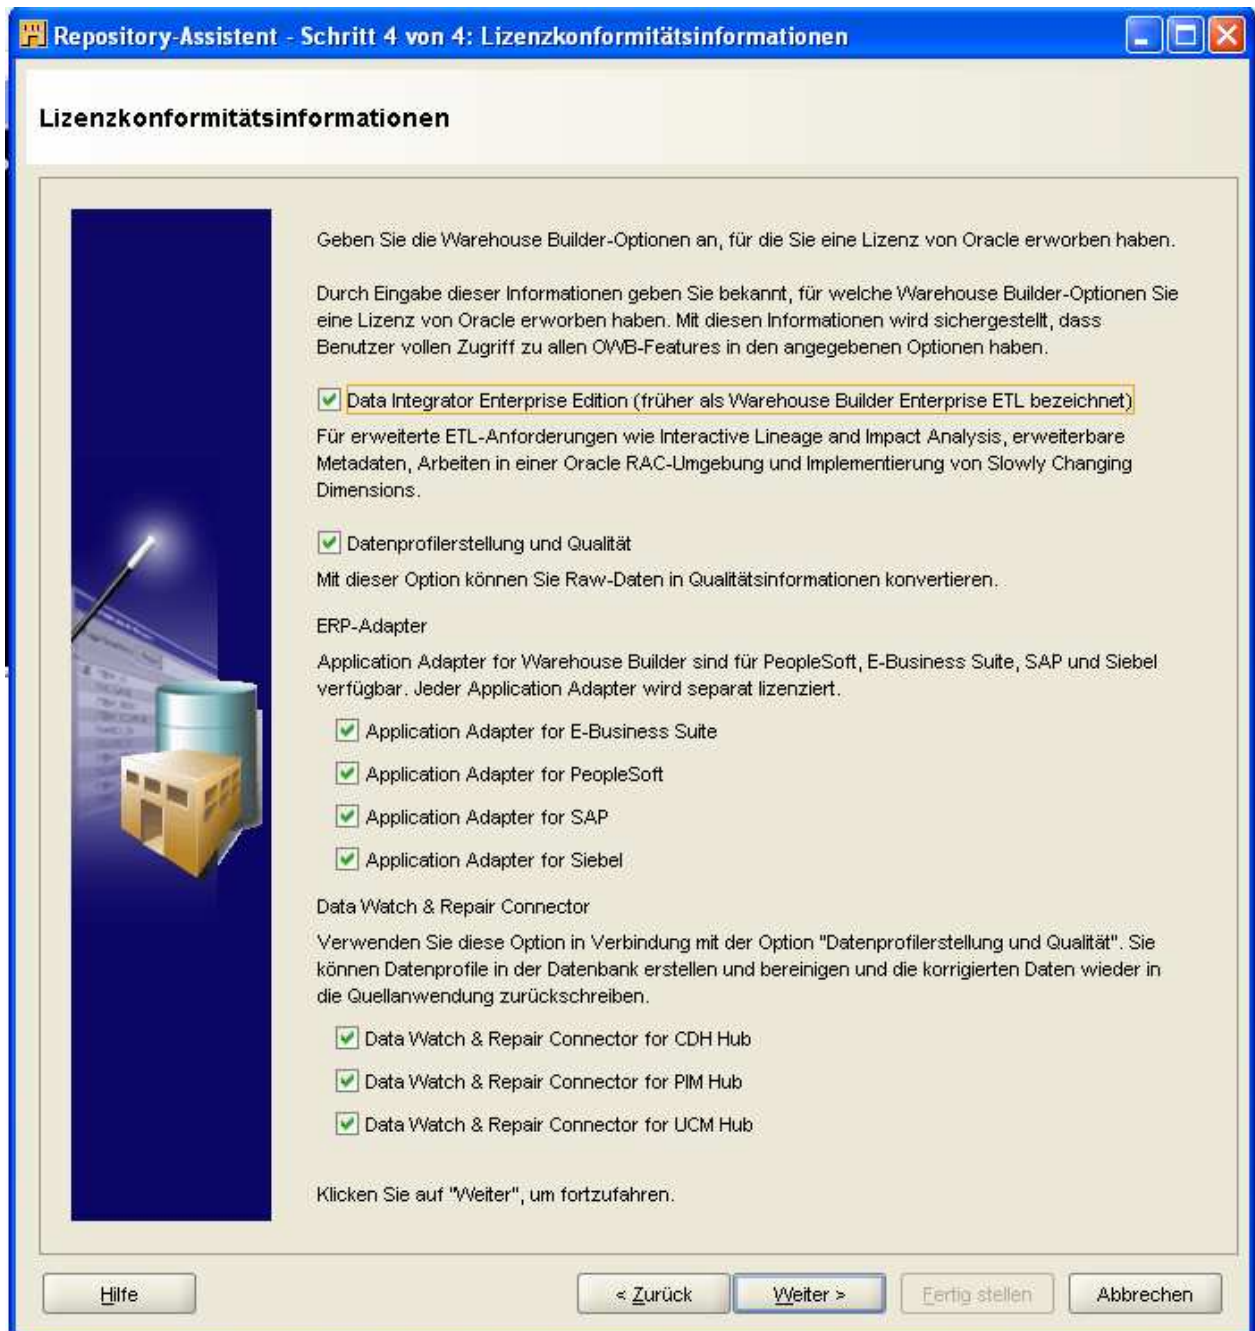 Repository-Assistent - Schritt 4 von 4: Lizenzkonformitätsinformationen
Lizenzkonformitätsinformationen
Geben Sie die Warehouse Builder-Optionen an, für die Sie eine Lizenz von Oracle erworben haben.
Durch Eingabe dieser Informationen geben Sie bekannt, für welche Warehouse Builder-Optionen Sie
eine Lizenz von Oracle erworben haben. Mit diesen Informationen wird sichergestellt, dass
Benutzer vollen Zugriff zu allen OWB-Features in den angegebenen Optionen haben.
Data Integrator Enterprise Edition (früher als Warehouse Builder Enterprise ETL bezeichnet)
Für erweiterte ETL-Anforderungen wie Interactive Lineage and Impact Analysis, erweiterbare
Metadaten, Arbeiten in einer Oracle RAC-Umgebung und Implementierung von Slowly Changing
Dimensions.
Datenprofilerstellung und Qualität
Mit dieser Option können Sie Raw-Daten in Qualitätsinformationen konvertieren.
ERP-Adapter
Application Adapter for Warehouse Builder sind für PeopleSoft, E-Business Suite, SAP und Siebel
verfügbar. Jeder Application Adapter wird separat lizenziert.
Application Adapter for E-Business Suite
Application Adapter for PeopleSoft
Application Adapter for SAP
Application Adapter for Siebel
Data Watch & Repair Connector
Verwenden Sie diese Option in Verbindung mit der Option "Datenprofilerstellung und Qualität". Sie
können Datenprofile in der Datenbank erstellen und bereinigen und die korrigierten Daten wieder in
die Quellanwendung zurückschreiben.
Data Watch & Repair Connector for CDH Hub
Data Watch & Repair Connector for PIM Hub
Data Watch & Repair Connector for UCM Hub
Klicken Sie auf "Weiter", um fortzufahren.
Hilfe
< Zurück
Weiter >
Fertig stellen
Abbrechen